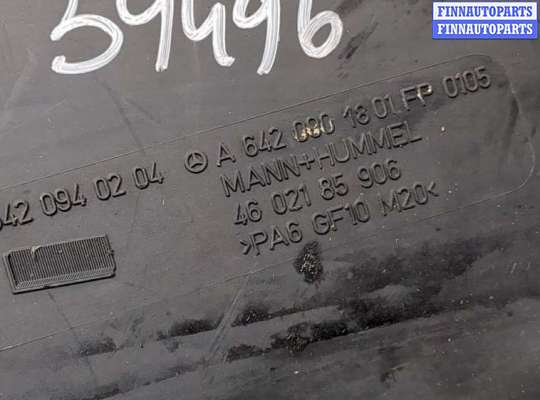 59496
FINNAUTOPARTS
FINNAUTOPARTS
642 094 02 04 A 642 090 18 01 FP 0105
MANN+HUMMEL
46 021 85 906
>PA6 GF10 M20<